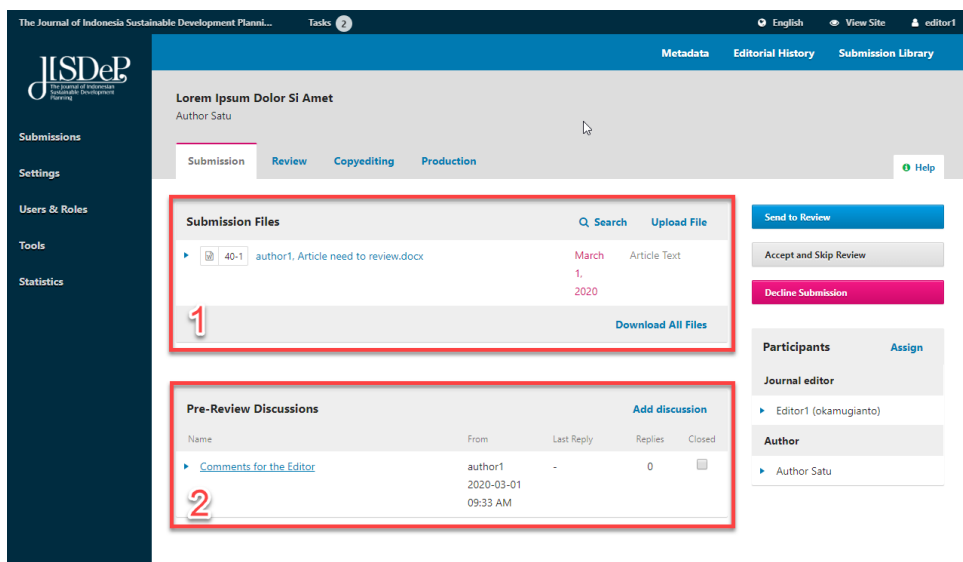 The Journal of Indonesia Sustainable Development Planni... Tasks 2 English View Site editor1
Metadata Editorial History Submission Library
JISDeP
The Journal of Indonesian
Sustainable Development
Planning
Lorem Ipsum Dolor Si Amet
Author Satu
Submissions
Settings
Users & Roles
Tools
Statistics
Submission Review Copyediting Production
Help
Submission Files Search Upload File
40-1 author1, Article need to review.docx March Article Text
1,
2020
1
Download All Files
Pre-Review Discussions Add discussion
Name From Last Reply Replies Closed
Comments for the Editor author1 - 0
2020-03-01
09:33 AM
2
Send to Review
Accept and Skip Review
Decline Submission
Participants Assign
Journal editor
Editor1 (okamugianto)
Author
Author Satu